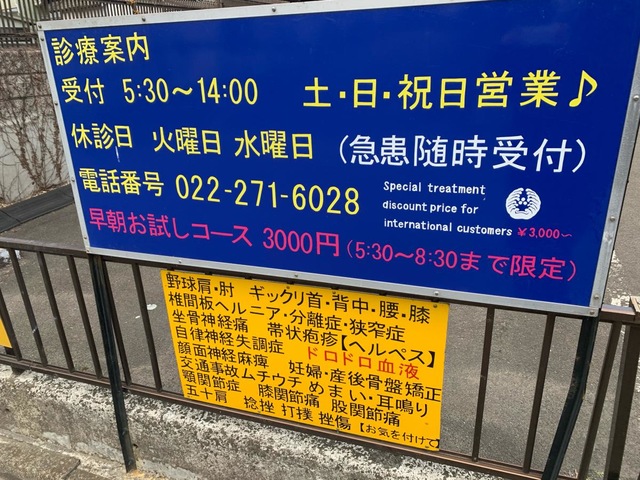 診療案内
受付 5:30〜14:00 土・日・祝日営業♪
休診日 火曜日 水曜日 (急患随時受付)
電話番号 022-271-6028
Special treatment
discount price for
international customers ¥3,000〜
早朝お試しコース 3000円(5:30〜8:30まで限定)
野球肩・肘 ギックリ首・背中・腰・膝
椎間板ヘルニア・分離症・狭窄症
坐骨神経痛 帯状疱疹【ヘルペス】
自律神経失調症 ドロドロ血液
顔面神経麻痺 妊婦・産後骨盤矯正
交通事故ムチウチ めまい・耳鳴り
顎関節症 膝関節痛 股関節痛
五十肩 捻挫 打撲 挫傷【お気を付けて】